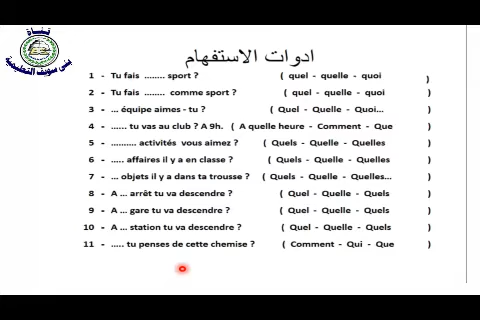 قناة
بنى سويف التعليمية
ادوات الاستفهام
1 - Tu fais ........ sport ? ( quel - quelle - quoi )
2 - Tu fais ........ comme sport ? ( quel - quelle - quoi )
3 - ... équipe aimes - tu ? ( Quel - Quelle - Quoi... )
4 - ...... tu vas au club ? A 9h. ( A quelle heure - Comment - Que )
5 - .......... activités vous aimez ? ( Quels - Quelle - Quelles )
6 - ..... affaires il y a en classe ? ( Quels - Quelle - Quelles )
7 - ... objets il y a dans ta trousse ? ( Quels - Quelle - Quelles... )
8 - A ... arrêt tu va descendre ? ( Quel - Quelle - Quels )
9 - A ... gare tu va descendre ? ( Quel - Quelle - Quels )
10 - A ... station tu va descendre ? ( Quel - Quelle - Quels )
11 - ..... tu penses de cette chemise ? ( Comment - Qui - Que )